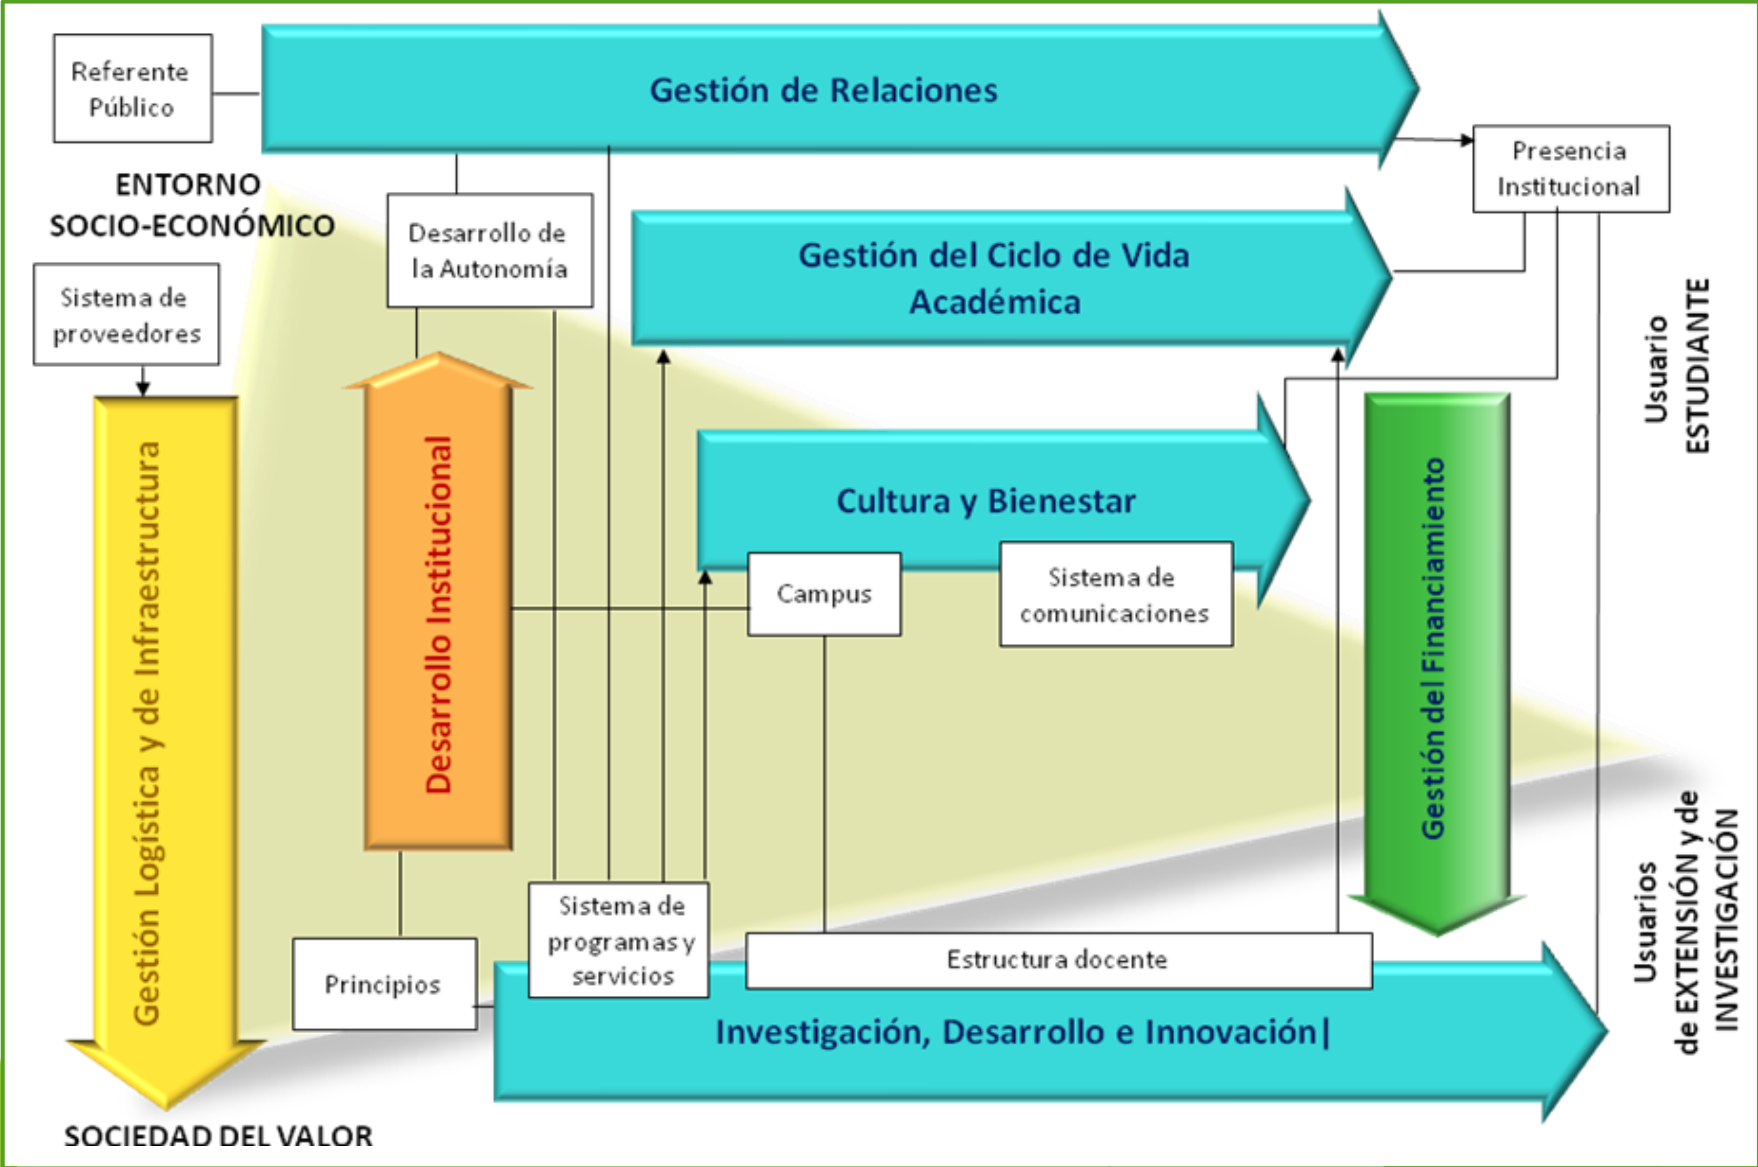 Referente
Público
Gestión de Relaciones
Presencia
Institucional
ENTORNO
SOCIO-ECONÓMICO
Desarrollo de
la Autonomía
Gestión del Ciclo de Vida
Académica
Sistema de
proveedores
Usuario
ESTUDIANTE
Gestión Logística y de Infraestructura
Desarrollo Institucional
Cultura y Bienestar
Campus
Sistema de
comunicaciones
Gestión del Financiamiento
Sistema de
programas y
servicios
Estructura docente
Principios
Investigación, Desarrollo e Innovación|
Usuarios
de EXTENSIÓN y de
INVESTIGACIÓN
SOCIEDAD DEL VALOR